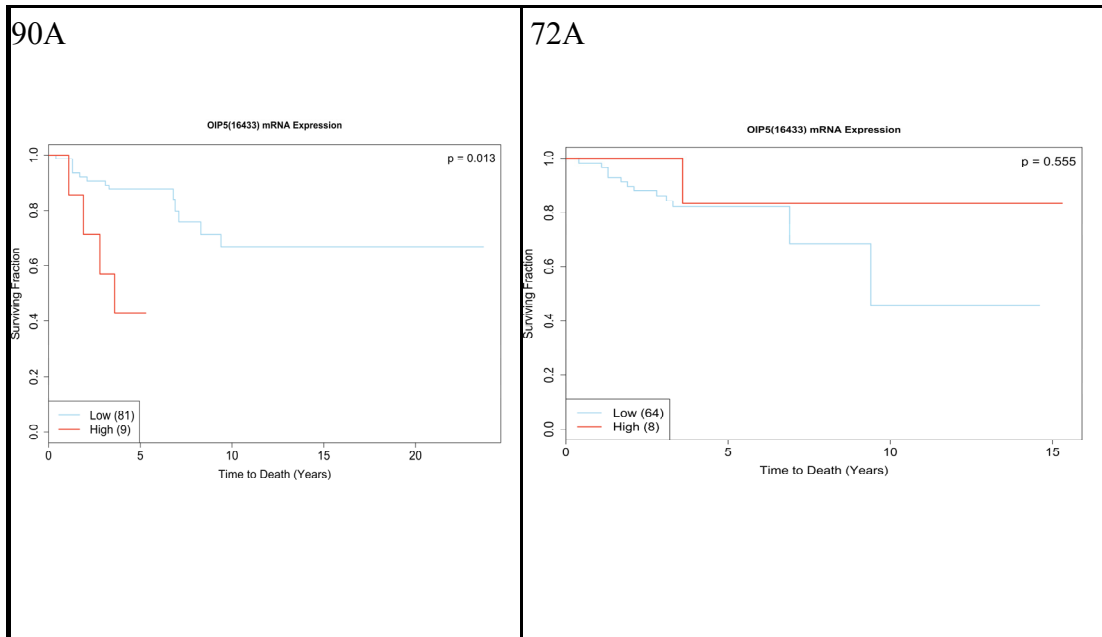 90A
OIP5(16433) mRNA Expression
p = 0.013
Surviving Fraction
1.0
0.8
0.6
0.4
0.2
0.0
Low (81)
High (9)
0 5 10 15 20
Time to Death (Years)
72A
OIP5(16433) mRNA Expression
p = 0.555
Surviving Fraction
1.0
0.8
0.6
0.4
0.2
0.0
Low (64)
High (8)
0 5 10 15
Time to Death (Years)